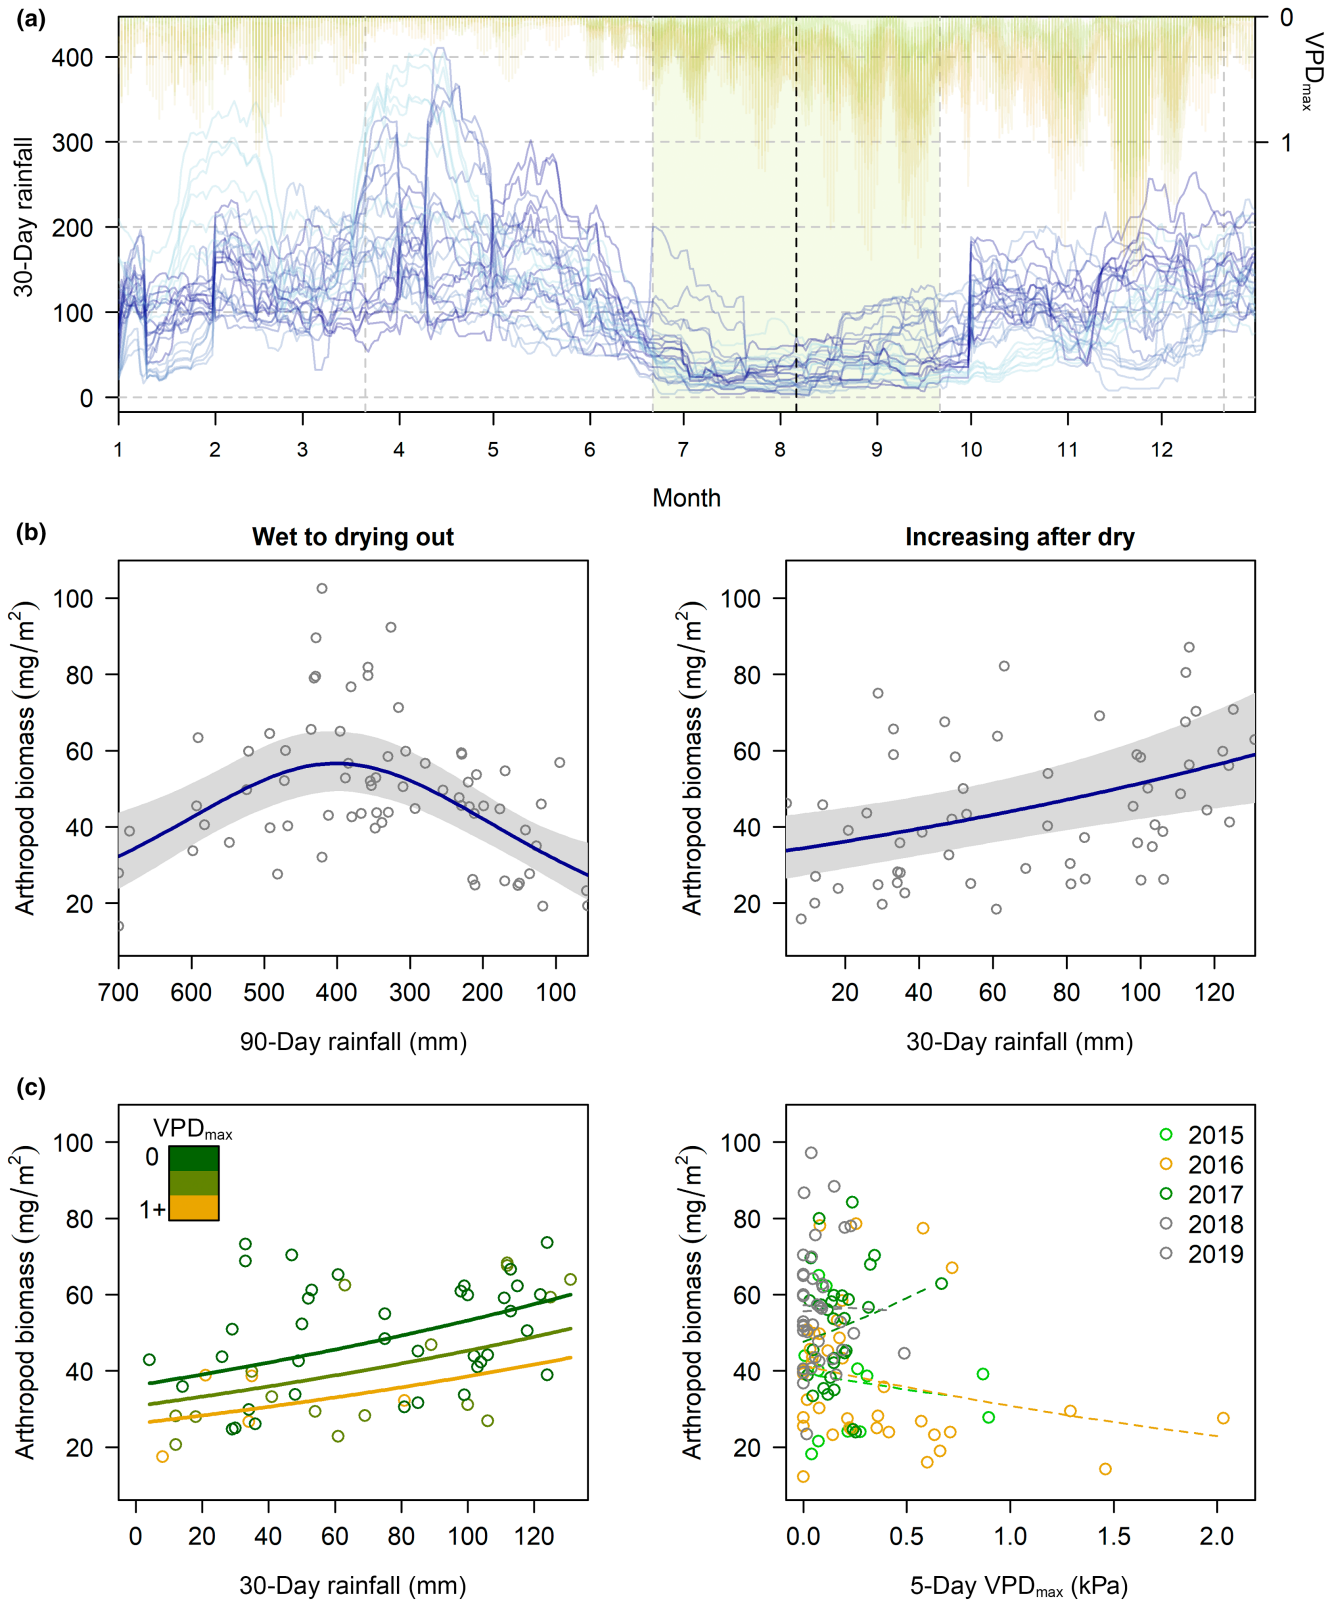 (a)
0
400
300
200
100
0
1
30-Day rainfall
VPDmax
1 2 3 4 5 6 7 8 9 10 11 12
Month
(b)
Wet to drying out
Increasing after dry
100
80
60
40
20
Arthropod biomass (mg/m²)
700 600 500 400 300 200 100
90-Day rainfall (mm)
100
80
60
40
20
Arthropod biomass (mg/m²)
20 40 60 80 100 120
30-Day rainfall (mm)
(c)
VPDmax
0
1+
100
80
60
40
20
Arthropod biomass (mg/m²)
0 20 40 60 80 100 120
30-Day rainfall (mm)
2015
2016
2017
2018
2019
100
80
60
40
20
Arthropod biomass (mg/m²)
0.0 0.5 1.0 1.5 2.0
5-Day VPDmax (kPa)